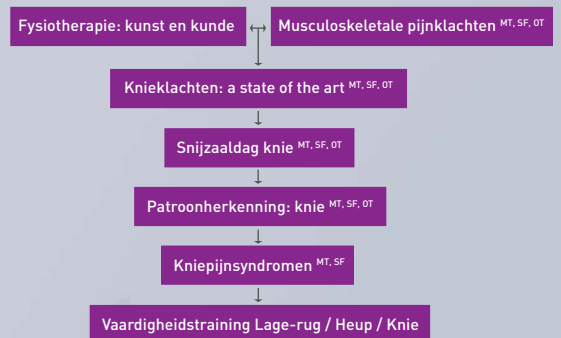 Fysiotherapie: kunst en kunde
Musculoskeletale pijnklachten MT, SF, OT
Knieklachten: a state of the art MT, SF, OT
Snijzaaldag knie MT, SF, OT
Patroonherkenning: knie MT, SF, OT
Kniepijnsyndromen MT, SF
Vaardigheidstraining Lage-rug / Heup / Knie